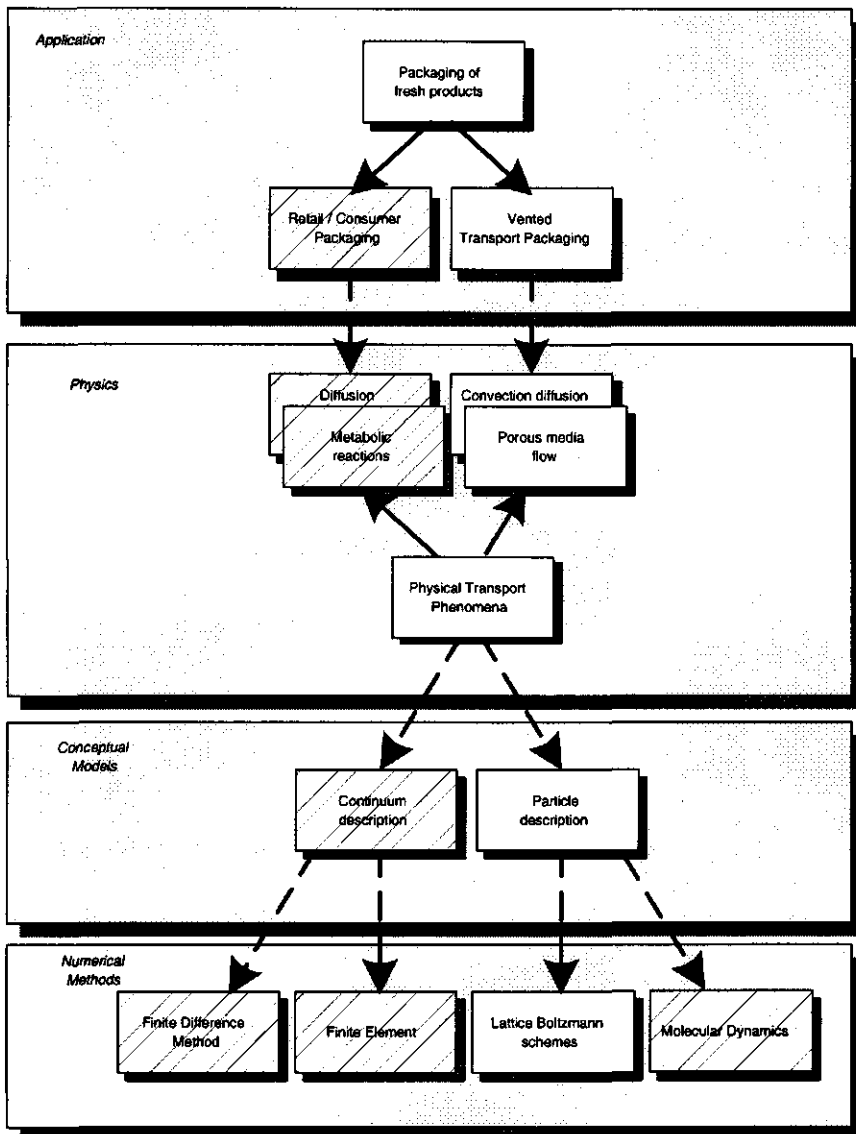 Application
Packaging of
fresh products
Retail / Consumer
Packaging
Vented
Transport Packaging
Physics
Diffusion
Convection diffusion
Metabolic
reactions
Porous media
flow
Physical Transport
Phenomena
Conceptual
Models
Continuum
description
Particle
description
Numerical
Methods
Finite Difference
Method
Finite Element
Lattice Boltzmann
schemes
Molecular Dynamics